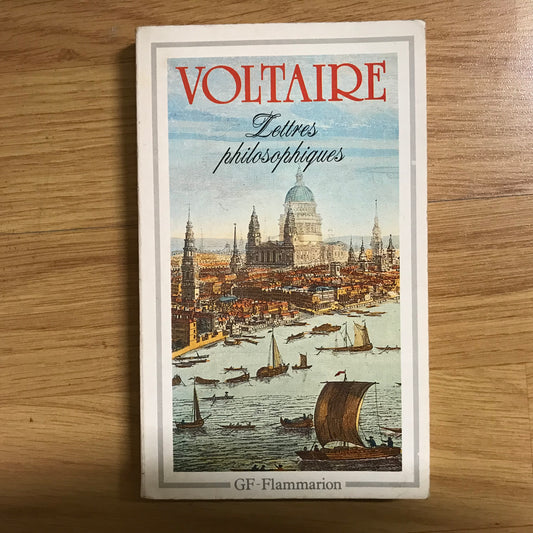 VOLTAIRE
Lettres
philosophiques
GF-Flammarion